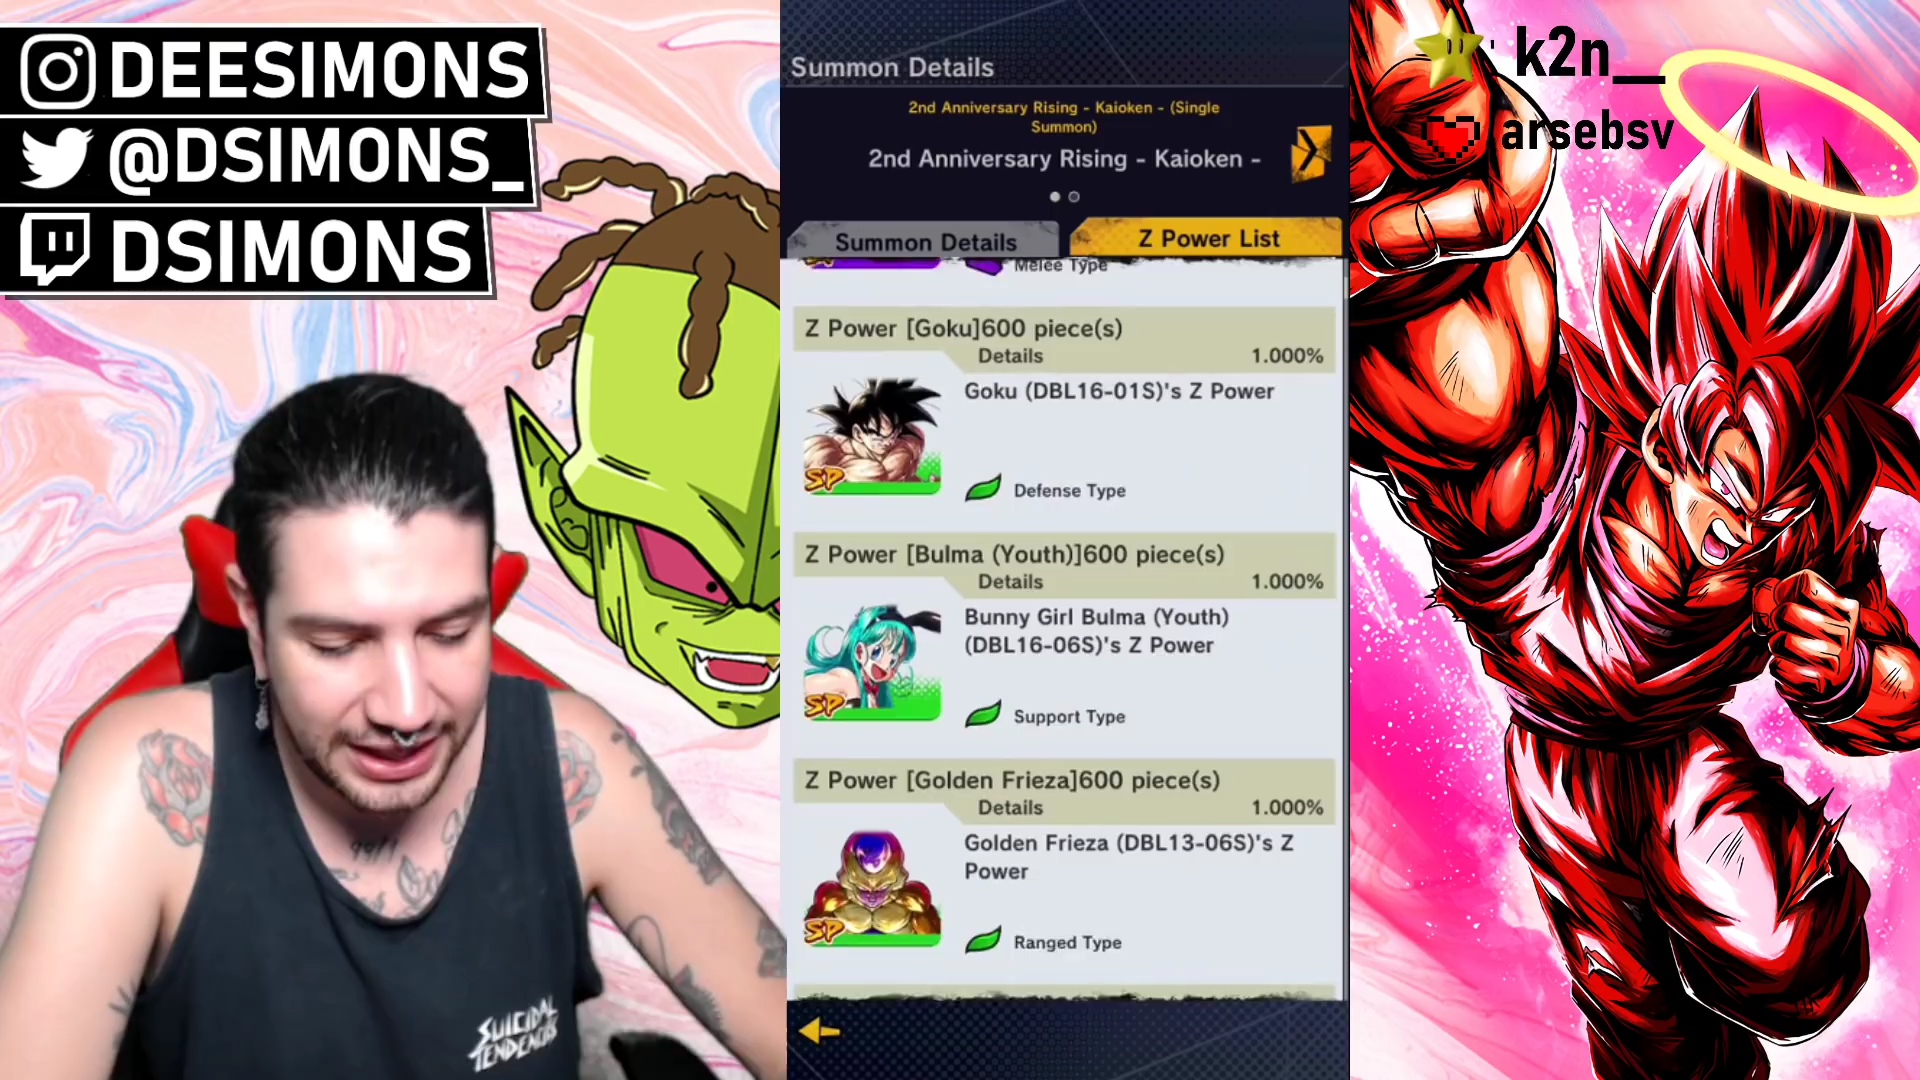 DEESIMONS
@DSIMONS_
DSIMONS
Summon Details
2nd Anniversary Rising - Kaioken - (Single
Summon)
2nd Anniversary Rising - Kaioken -
Summon Details
Z Power List
Melee Type
Z Power [Goku]600 piece(s)
Details 1.000%
Goku (DBL16-01S)'s Z Power
SP
Defense Type
Z Power [Bulma (Youth)]600 piece(s)
Details 1.000%
Bunny Girl Bulma (Youth)
(DBL16-06S)'s Z Power
SP
Support Type
Z Power [Golden Frieza]600 piece(s)
Details 1.000%
Golden Frieza (DBL13-06S)'s Z
Power
SP
Ranged Type
k2n__
arsebsv
SUICIDAL
TENDENCIES